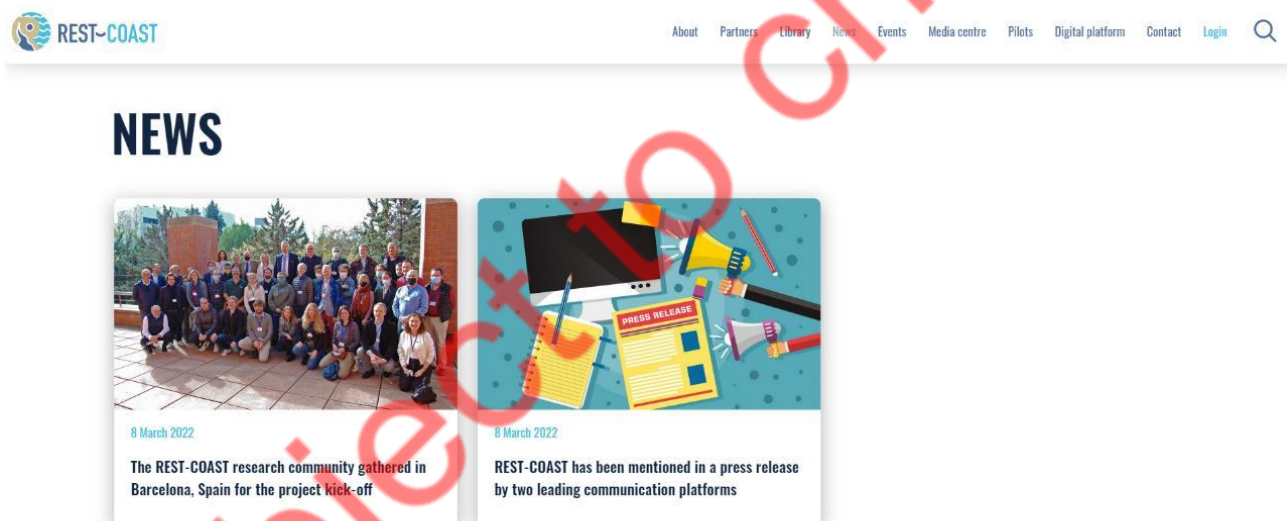 REST-COAST
About Partners Library News Events Media centre Pilots Digital platform Contact Login
NEWS
PRESS RELEASE
8 March 2022
The REST-COAST research community gathered in
Barcelona, Spain for the project kick-off
8 March 2022
REST-COAST has been mentioned in a press release
by two leading communication platforms